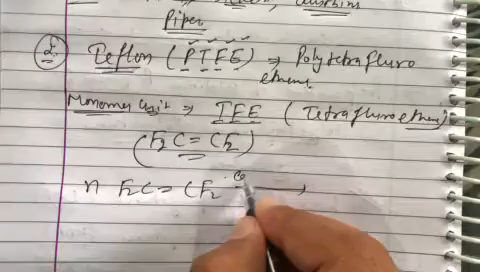 Pipes
2. Teflon (PTFE) ⇒ Polytetrafluro
ethene
Monomer Unit ⇒ TFE (Tetrafluroethene)
(F2C = CF2)
n F2C = CF2